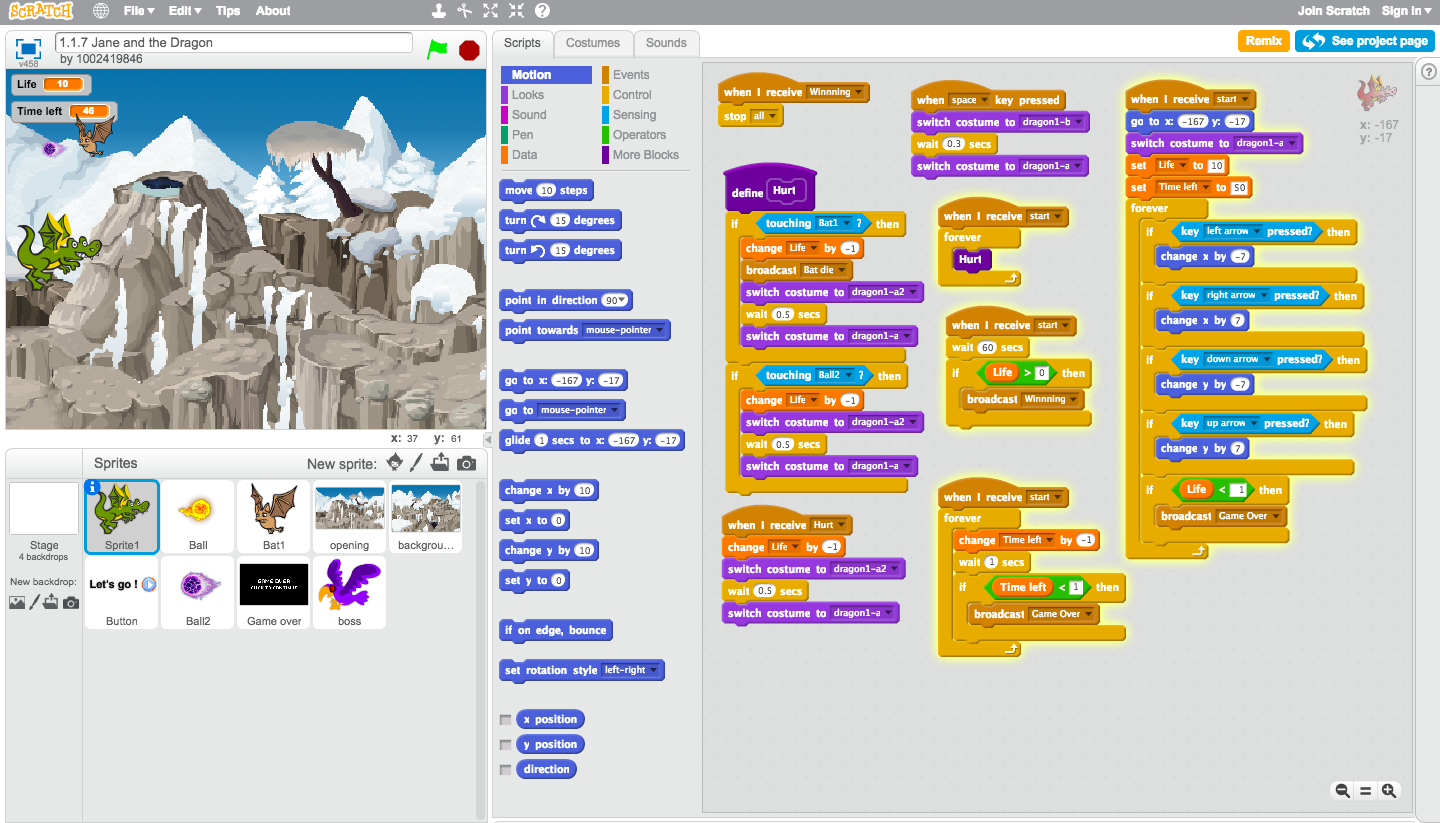 SCRATCH
File Edit Tips About
Join Scratch Sign in
1.1.7 Jane and the Dragon
by 1002419846
v458
Life 10
Time left 46
x: 37 y: 61
Sprites
New sprite:
Stage
4 backdrops
New backdrop:
Sprite1
Ball
Bat1
opening
backgrou...
Let's go !
Button
Ball2
GAME OVER
CLICK TO CONTINUE
Game over
boss
Scripts Costumes Sounds
Remix
See project page
Motion
Looks
Sound
Pen
Data
Events
Control
Sensing
Operators
More Blocks
move 10 steps
turn 15 degrees
turn 15 degrees
point in direction 90
point towards mouse-pointer
go to x: -167 y: -17
go to mouse-pointer
glide 1 secs to x: -167 y: -17
change x by 10
set x to 0
change y by 10
set y to 0
if on edge, bounce
set rotation style left-right
x position
y position
direction
when I receive Winnning
stop all
define Hurt
if touching Bat1 ? then
change Life by -1
broadcast Bat die
switch costume to dragon1-a2
wait 0.5 secs
switch costume to dragon1-a
if touching Ball2 ? then
change Life by -1
switch costume to dragon1-a2
wait 0.5 secs
switch costume to dragon1-a
when I receive Hurt
change Life by -1
switch costume to dragon1-a2
wait 0.5 secs
switch costume to dragon1-a
when space key pressed
switch costume to dragon1-b
wait 0.3 secs
switch costume to dragon1-a
when I receive start
forever
Hurt
when I receive start
wait 60 secs
if Life > 0 then
broadcast Winnning
when I receive start
forever
change Time left by -1
wait 1 secs
if Time left < 1 then
broadcast Game Over
when I receive start
go to x: -167 y: -17
switch costume to dragon1-a
set Life to 10
set Time left to 50
forever
if key left arrow pressed? then
change x by -7
if key right arrow pressed? then
change x by 7
if key down arrow pressed? then
change y by -7
if key up arrow pressed? then
change y by 7
if Life < 1 then
broadcast Game Over
x: -167
y: -17